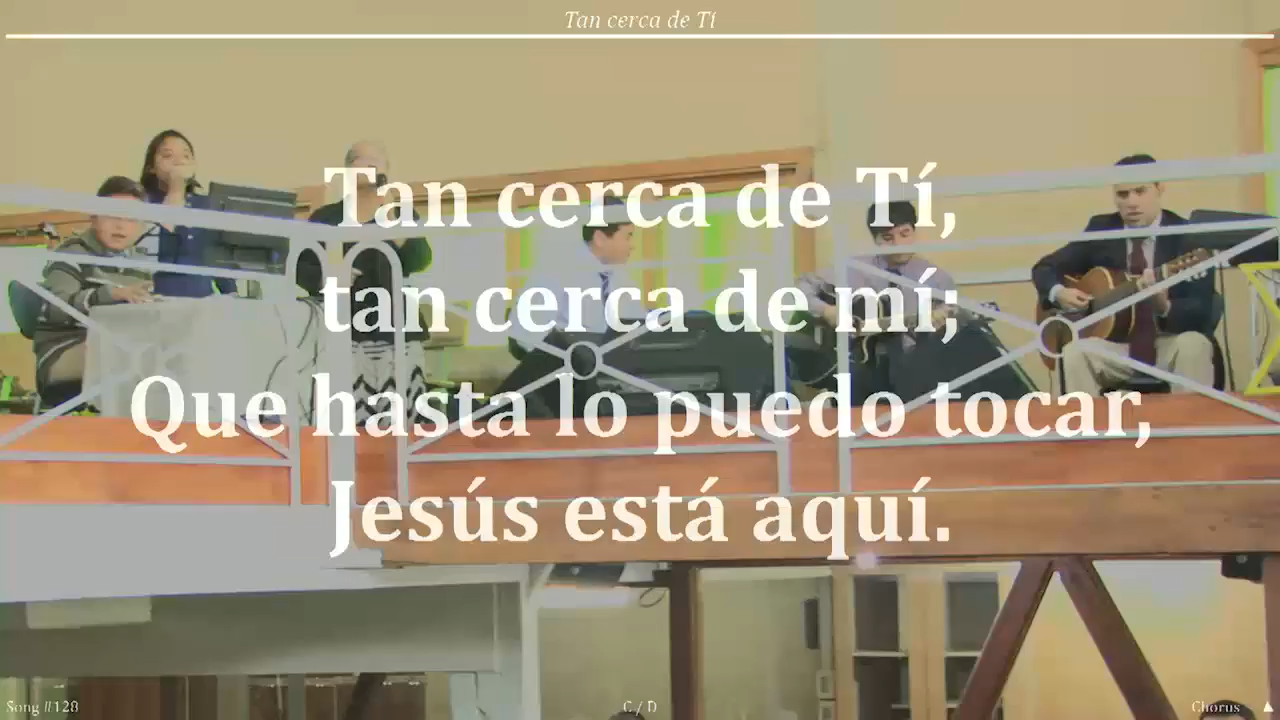 Tan cerca de Tí
Tan cerca de Tí,
tan cerca de mí;
Que hasta lo puedo tocar,
Jesús está aquí.
Song #128
C / D
Chorus ▲